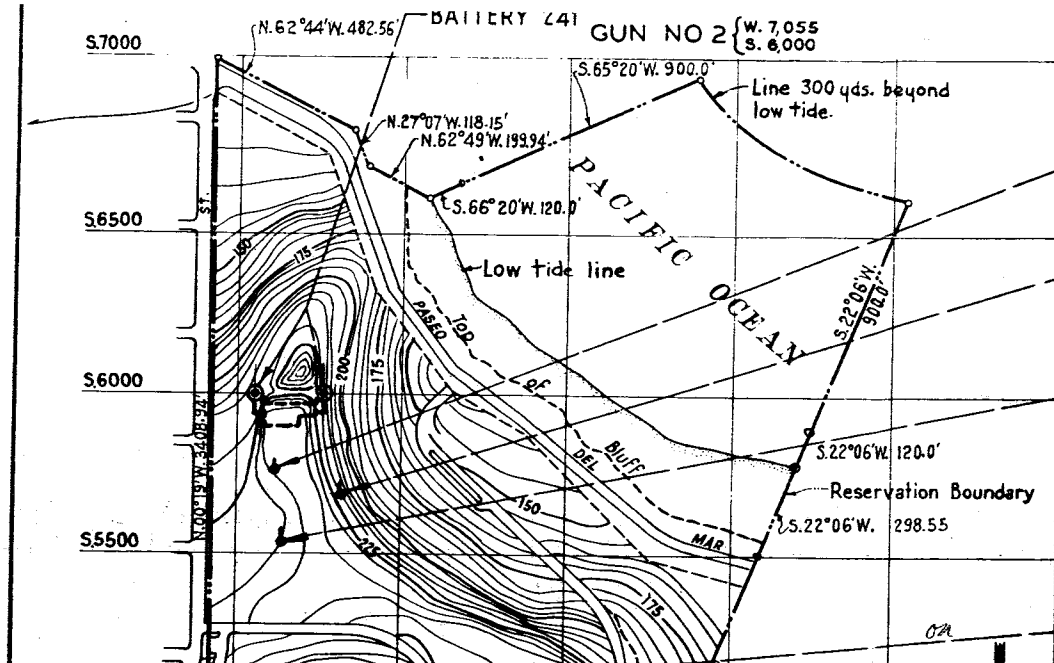 BATTERY 241
GUN NO 2 { W. 7,055
S. 6,000
N. 62°44' W. 482.56'
S.7000
S.65°20' W. 900.0'
Line 300 yds. beyond
low tide.
N.27°07' W. 118.15'
N.62°49' W. 199.94'
PACIFIC OCEAN
ST.
S.66°20' W. 120.0'
S.6500
150
175
Low tide line
S.22°06' W.
900.0'
PASEO
TOP
200
175
OF
S.6000
N.00°19' W. 3408.94'
Bluff
DEL
S.22°06' W. 120.0'
Reservation Boundary
150
S.22°06' W. 298.55
S.5500
MAR
225
175
on